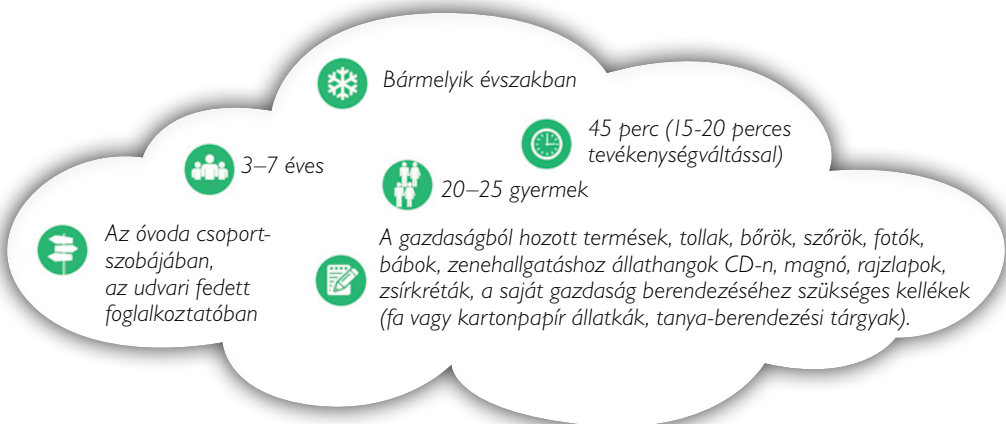 Bármelyik évszakban
45 perc (15-20 perces
tevékenységváltással)
3–7 éves
20–25 gyermek
Az óvoda csoport-
szobájában,
az udvari fedett
foglalkoztatóban
A gazdaságból hozott termések, tollak, bőrök, szőrök, fotók,
bábok, zenehallgatáshoz állathangok CD-n, magnó, rajzlapok,
zsírkréták, a saját gazdaság berendezéséhez szükséges kellékek
(fa vagy kartonpapír állatkák, tanya-berendezési tárgyak).